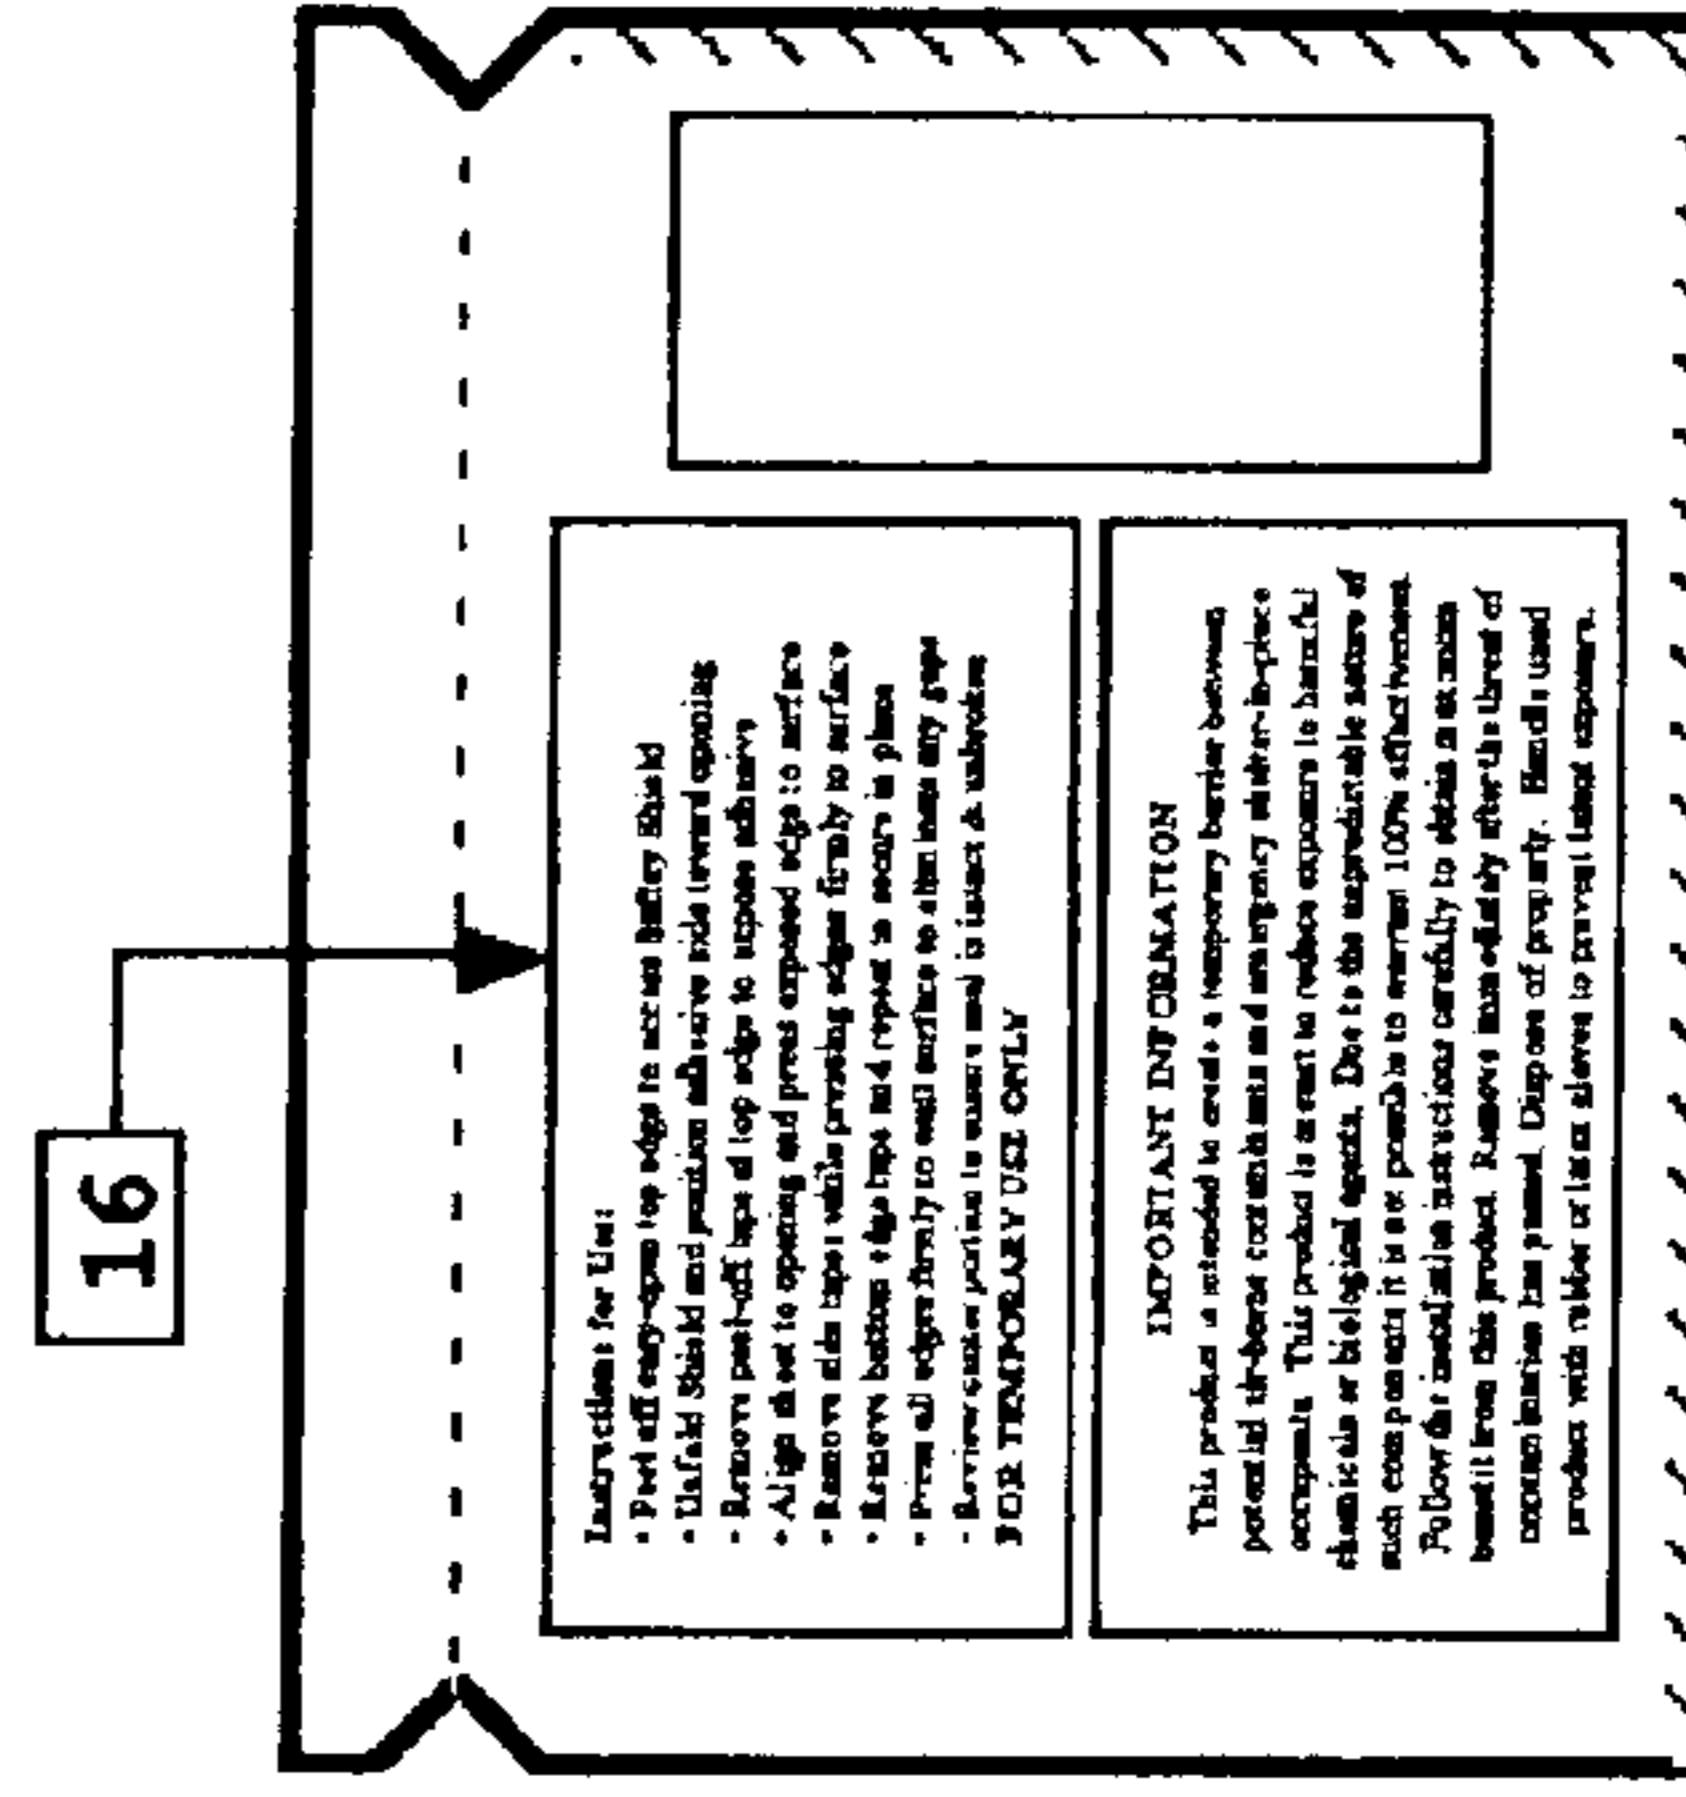 16
Instructions for Use:
• Peel off easy-open top edge to access Safety Shield
• Unfold Shield and position adhesive side toward opening
• Remove peel-off tape at top edge to expose adhesive
• Align sheet to opening and press exposed edge to surface
• Remove side tapes while pressing edges firmly to surface
• Remove bottom edge tape and repeat to secure in place
• Press all edges firmly to seal surface to eliminate any gaps
• Review entire perimeter to ensure seal is intact & unbroken
FOR TEMPORARY USE ONLY
IMPORTANT INFORMATION
This product is intended to create a temporary barrier between
potential air-borne contaminants and emergency shelter-in-place
occupants. This product is meant to reduce exposure to harmful
chemicals or biological agents. Due to the unpredictable nature of
such components it is not possible to warrant 100% effectiveness.
Follow the installation instructions carefully to obtain maximum
benefit from this product. Remove immediately after the threat of
contamination has passed. Dispose of properly. Handle used
product with rubber or latex gloves to prevent latent exposure.